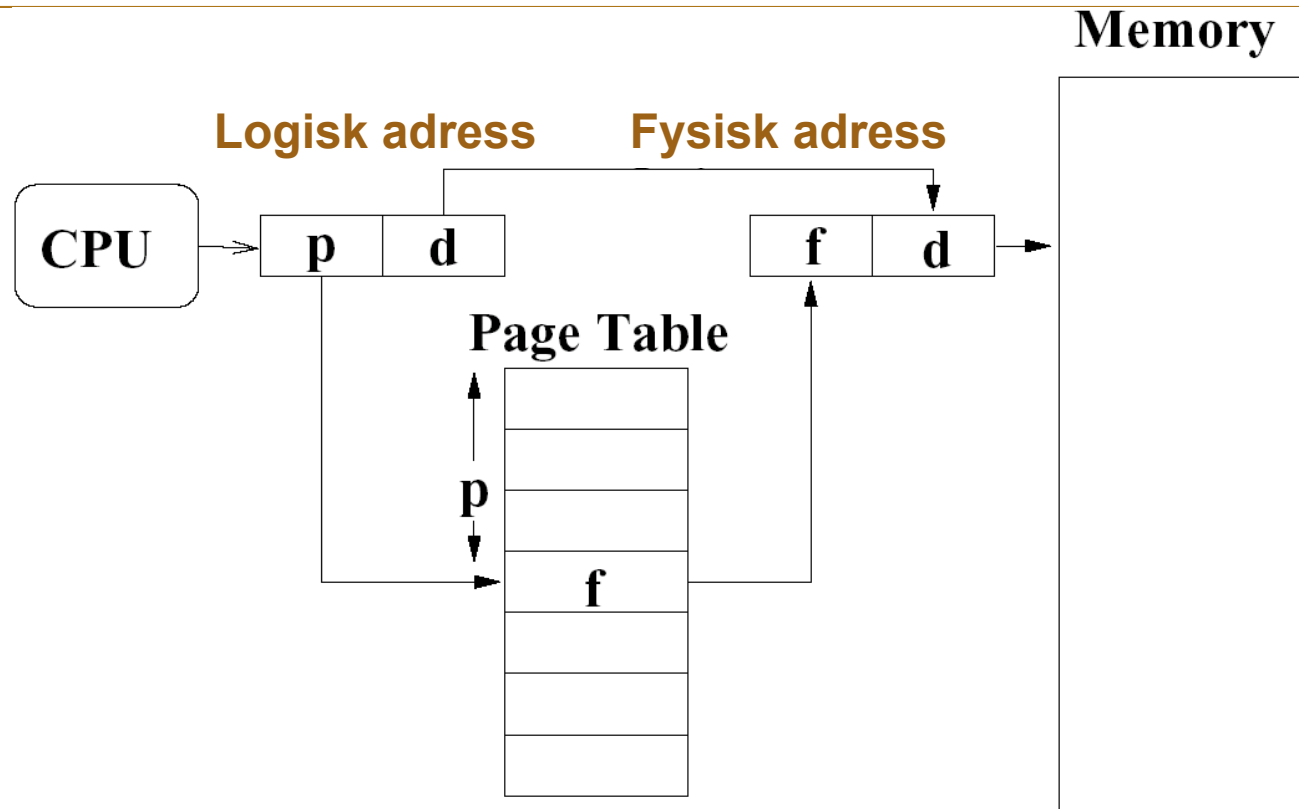 Memory
Logisk adress Fysisk adress
CPU p d f d
Page Table
p
f